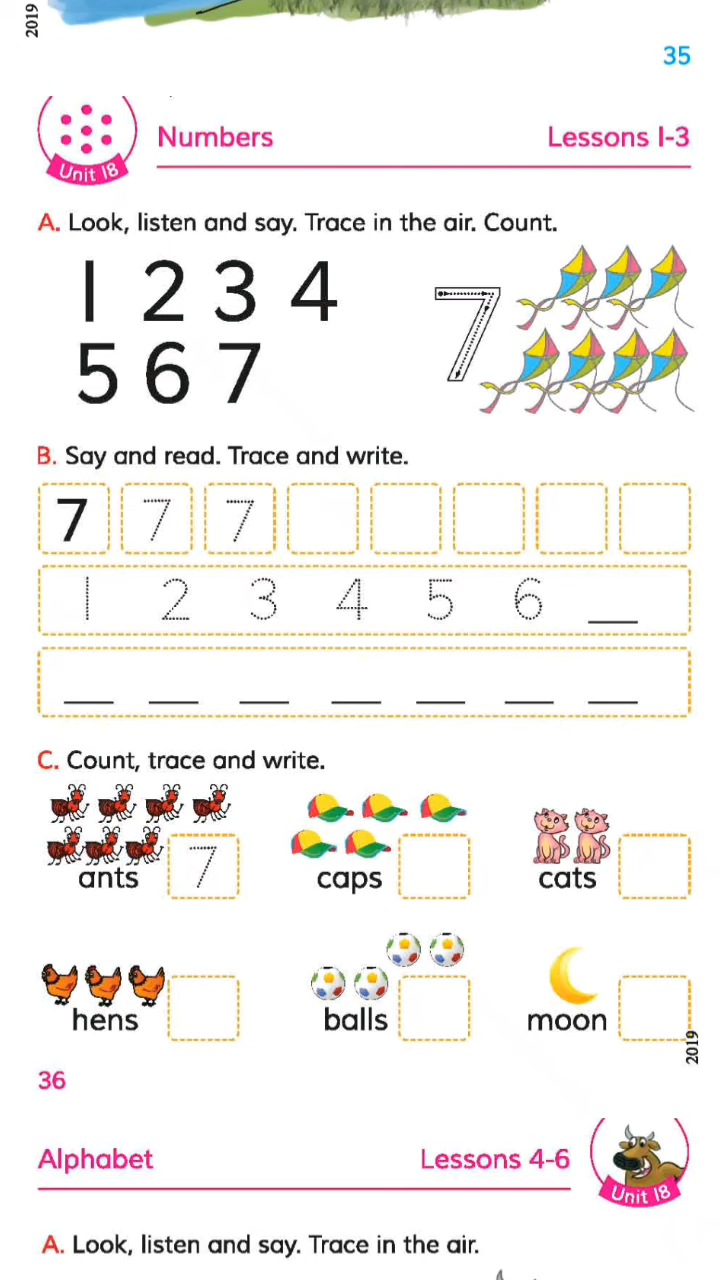 2019
35
Numbers
Lessons 1-3
Unit 18
A. Look, listen and say. Trace in the air. Count.
1 2 3 4
7
5 6 7
B. Say and read. Trace and write.
7 7 7
1 2 3 4 5 6
C. Count, trace and write.
ants 7 caps cats
hens balls moon
2019
36
Alphabet
Lessons 4-6
Unit 18
A. Look, listen and say. Trace in the air.